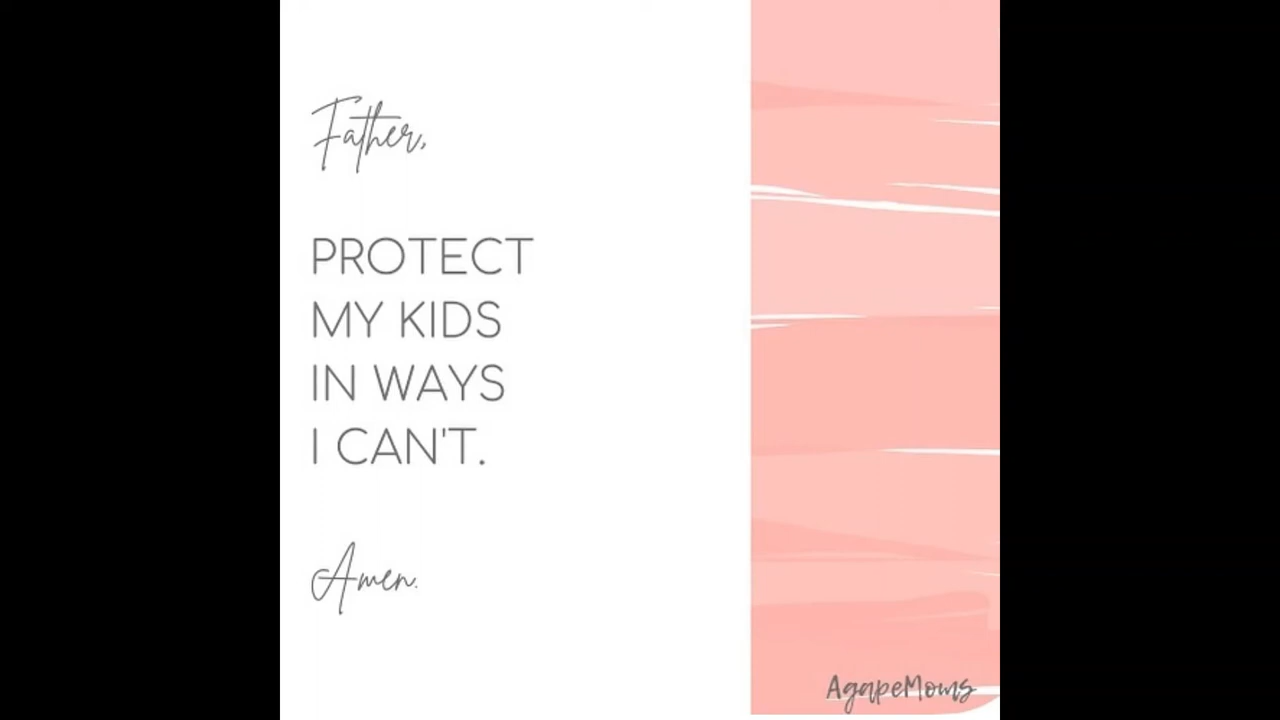 Father,
PROTECT
MY KIDS
IN WAYS
I CAN'T.
Amen.
AgapeMoms